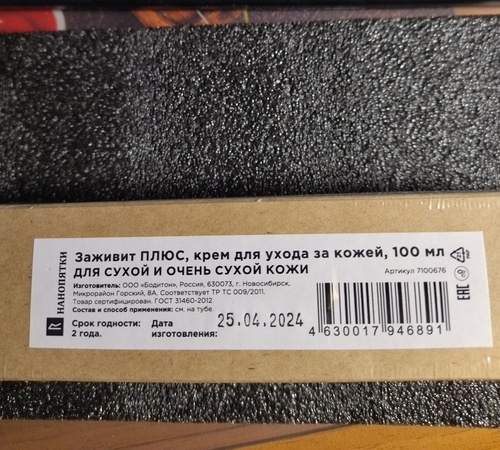 Заживит ПЛЮС, крем для ухода за кожей, 100 мл
ДЛЯ СУХОЙ И ОЧЕНЬ СУХОЙ КОЖИ
Артикул 7100676
Изготовитель: ООО «Бодитон», Россия, 630073, г. Новосибирск,
Микрорайон Горский, 8А. Соответствует ТР ТС 009/2011.
Товар сертифицирован. ГОСТ 31460-2012.
Состав и способ применения: см. на тубе.
Срок годности:
2 года.
Дата
изготовления:
25.04.2024
4 630017 946891
НАНОПЯТКИ
EAC